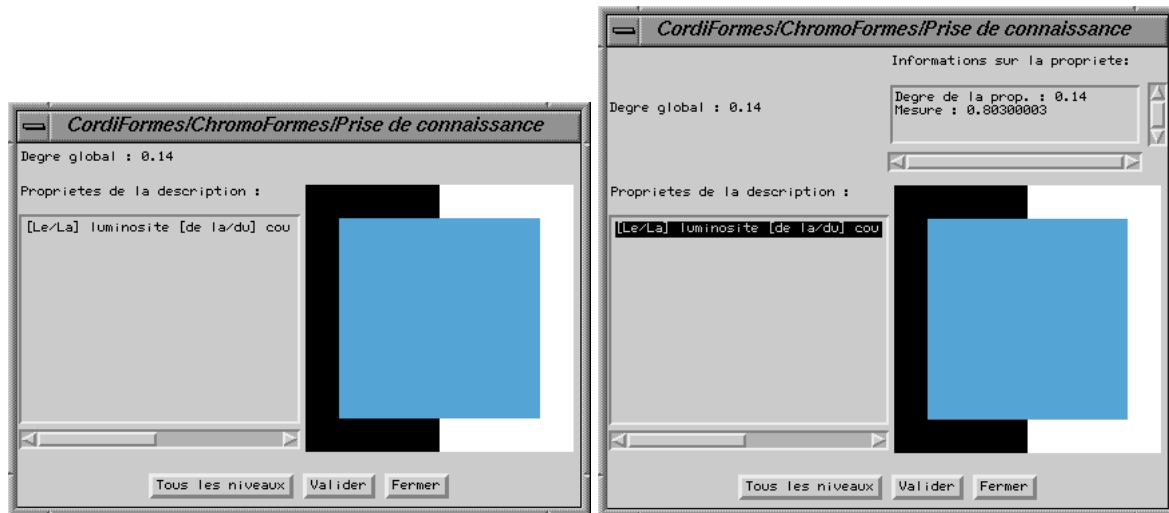 CordiFormes/ChromoFormes/Prise de connaissance
Degre global : 0.14
Proprietes de la description :
[Le/La] luminosite [de la/du] cou
Tous les niveaux
Valider
Fermer
CordiFormes/ChromoFormes/Prise de connaissance
Informations sur la propriete:
Degre global : 0.14
Degre de la prop. : 0.14
Mesure : 0.80300003
Proprietes de la description :
[Le/La] luminosite [de la/du] cou
Tous les niveaux
Valider
Fermer